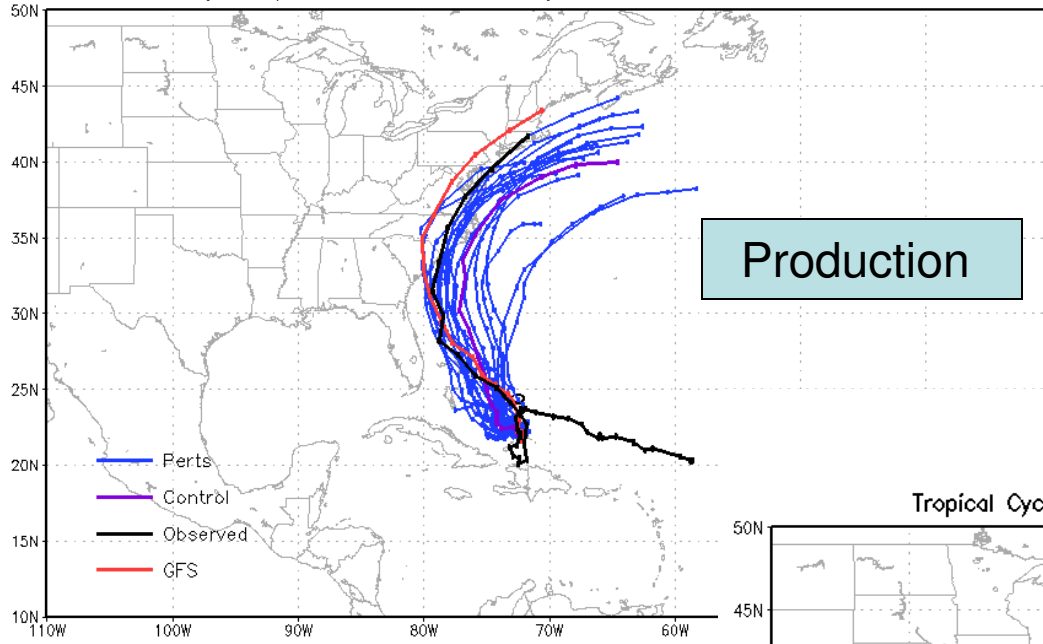 50N
45N
40N
35N
30N
25N
20N
15N
10N
110W 100W 90W 80W 70W 60W
Production
Perts
Control
Observed
GFS
Tropical Cyc
50N
45N